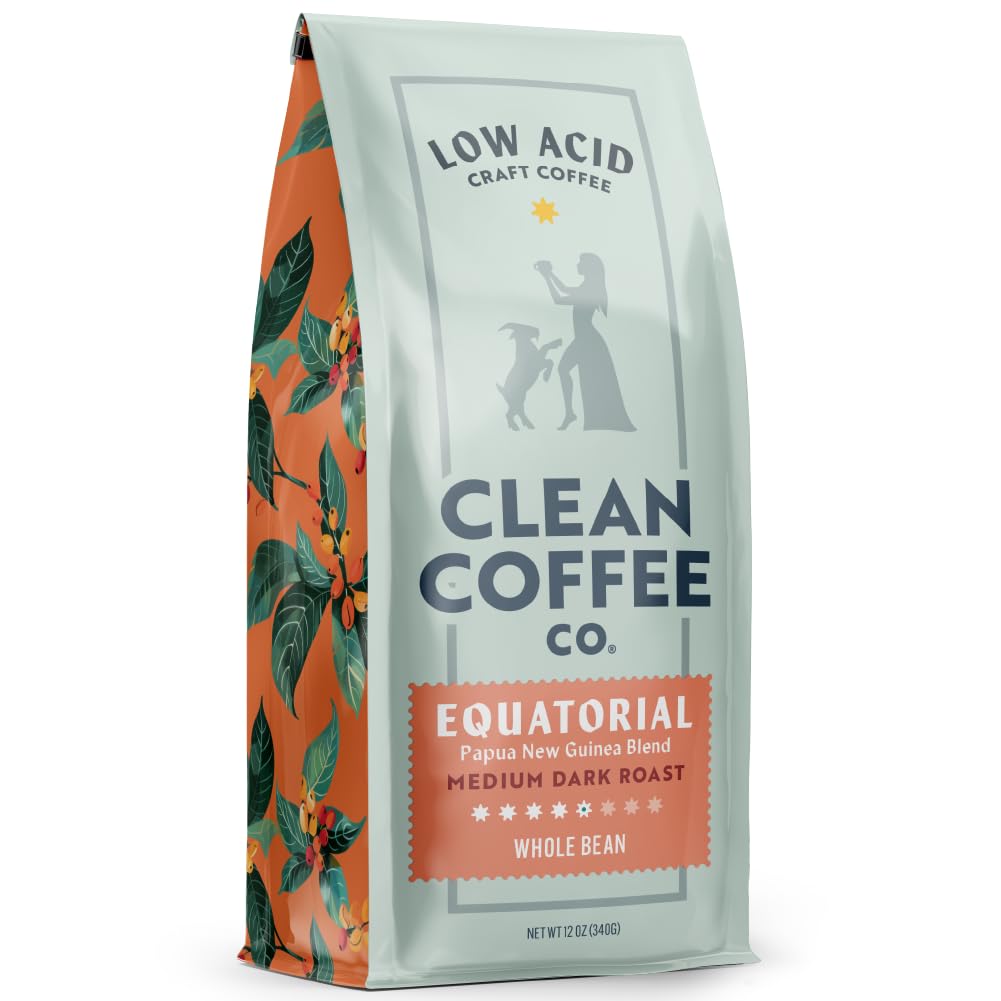 LOW ACID
CRAFT COFFEE
CLEAN
COFFEE
CO.®
EQUATORIAL
Papua New Guinea Blend
MEDIUM DARK ROAST
WHOLE BEAN
NET WT 12 OZ (340G)